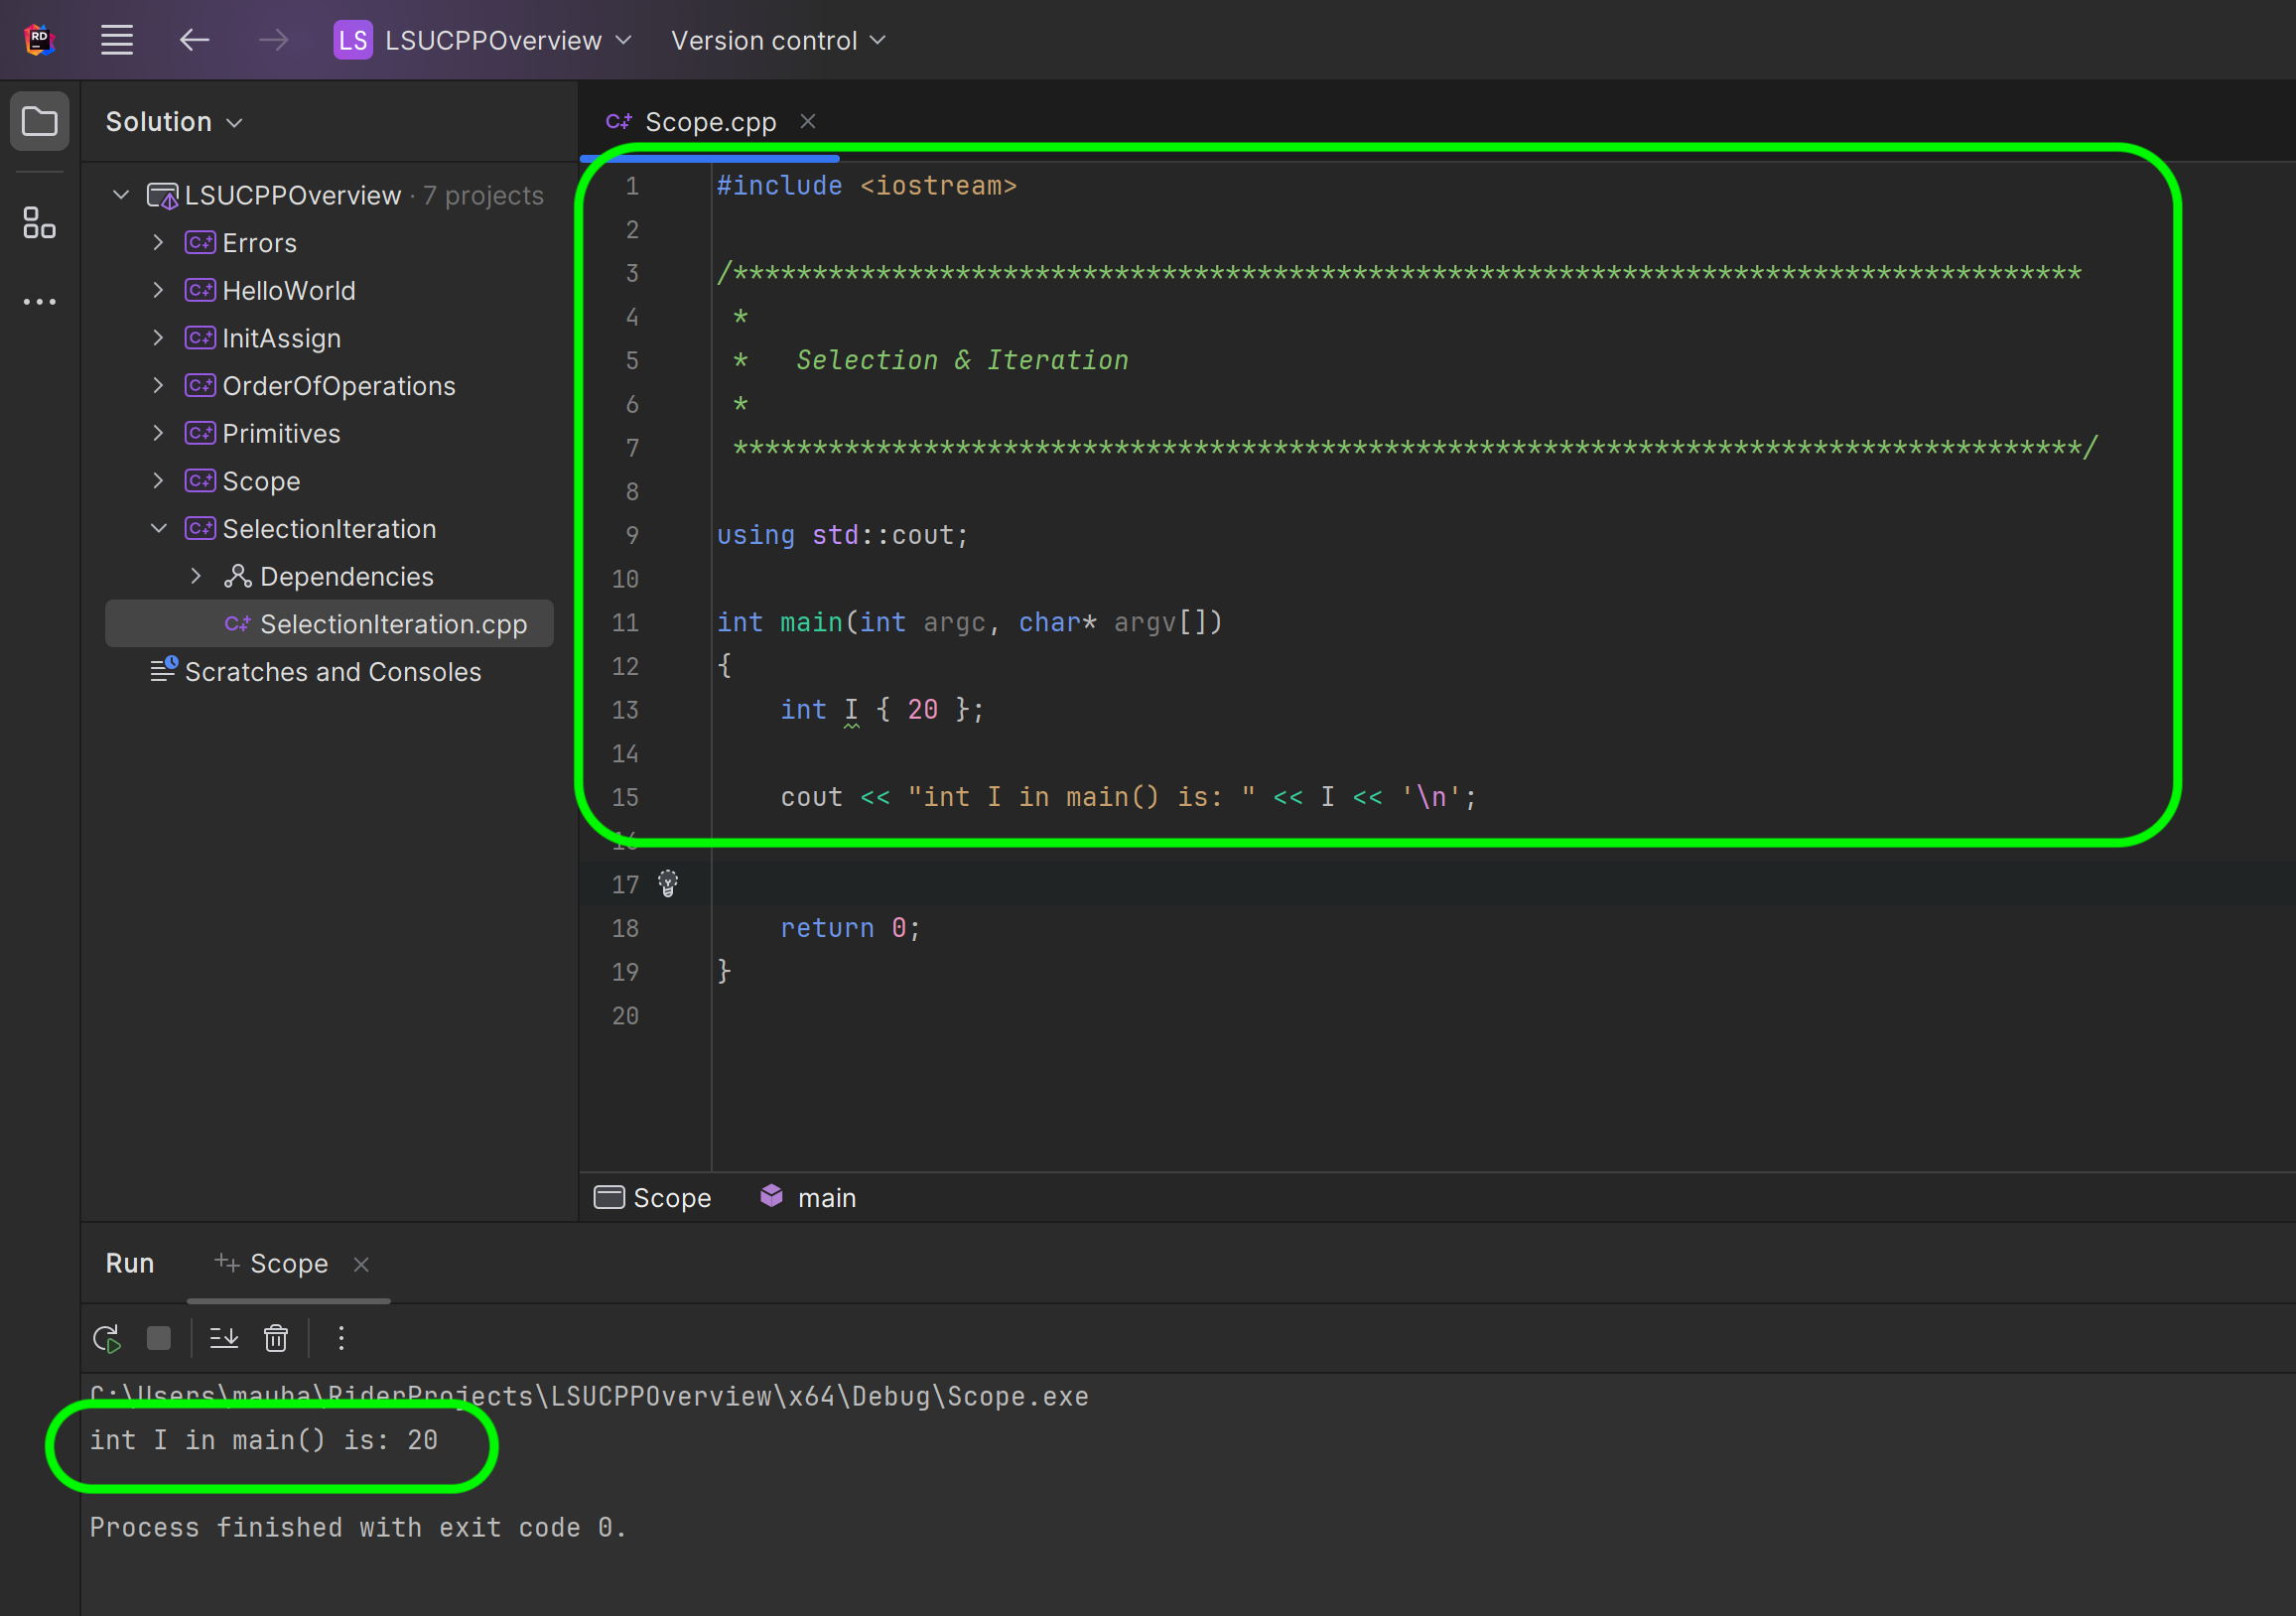 RD
LS LSUCPPOverview Version control
Solution
Scope.cpp
LSUCPPOverview · 7 projects
Errors
HelloWorld
InitAssign
OrderOfOperations
Primitives
Scope
SelectionIteration
Dependencies
SelectionIteration.cpp
Scratches and Consoles
1 #include <iostream>
2
3 /*************************************************************************************
4 *
5 * Selection & Iteration
6 *
7 *************************************************************************************/
8
9 using std::cout;
10
11 int main(int argc, char* argv[])
12 {
13 int I { 20 };
14
15 cout << "int I in main() is: " << I << '\n';
16
17
18 return 0;
19 }
20
Scope main
Run Scope
C:\Users\mauha\RiderProjects\LSUCPPOverview\x64\Debug\Scope.exe
int I in main() is: 20
Process finished with exit code 0.